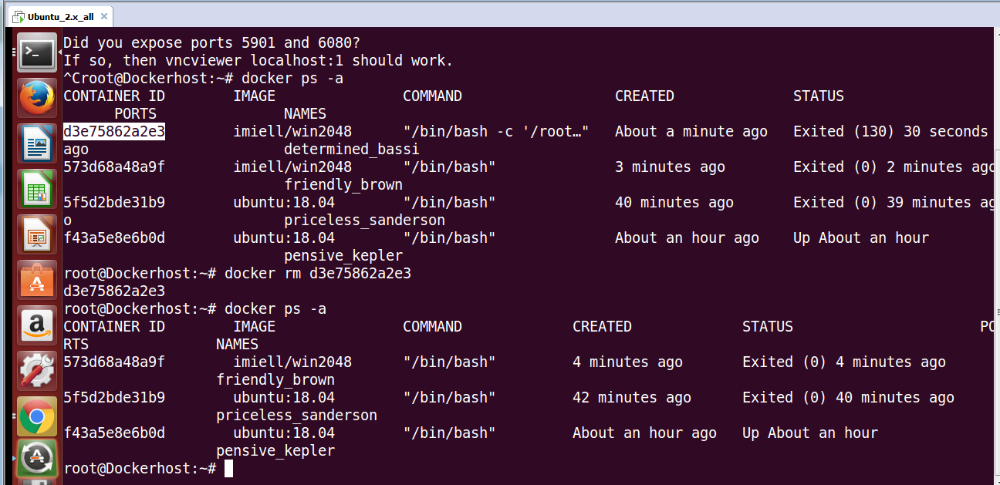 Ubuntu_2.x_all
Did you expose ports 5901 and 6080?
If so, then vncviewer localhost:1 should work.
^Croot@Dockerhost:~# docker ps -a
CONTAINER ID        IMAGE               COMMAND                  CREATED              STATUS
      PORTS               NAMES
d3e75862a2e3        imiell/win2048      "/bin/bash -c '/root…"   About a minute ago   Exited (130) 30 seconds
ago                       determined_bassi
573d68a48a9f        imiell/win2048      "/bin/bash"              3 minutes ago        Exited (0) 2 minutes ago
                          friendly_brown
5f5d2bde31b9        ubuntu:18.04        "/bin/bash"              40 minutes ago       Exited (0) 39 minutes ag
o                         priceless_sanderson
f43a5e8e6b0d        ubuntu:18.04        "/bin/bash"              About an hour ago    Up About an hour
                          pensive_kepler
root@Dockerhost:~# docker rm d3e75862a2e3
d3e75862a2e3
root@Dockerhost:~# docker ps -a
CONTAINER ID        IMAGE               COMMAND             CREATED             STATUS                      PO
RTS               NAMES
573d68a48a9f        imiell/win2048      "/bin/bash"         4 minutes ago       Exited (0) 4 minutes ago
                  friendly_brown
5f5d2bde31b9        ubuntu:18.04        "/bin/bash"         42 minutes ago      Exited (0) 40 minutes ago
                  priceless_sanderson
f43a5e8e6b0d        ubuntu:18.04        "/bin/bash"         About an hour ago   Up About an hour
                  pensive_kepler
root@Dockerhost:~#